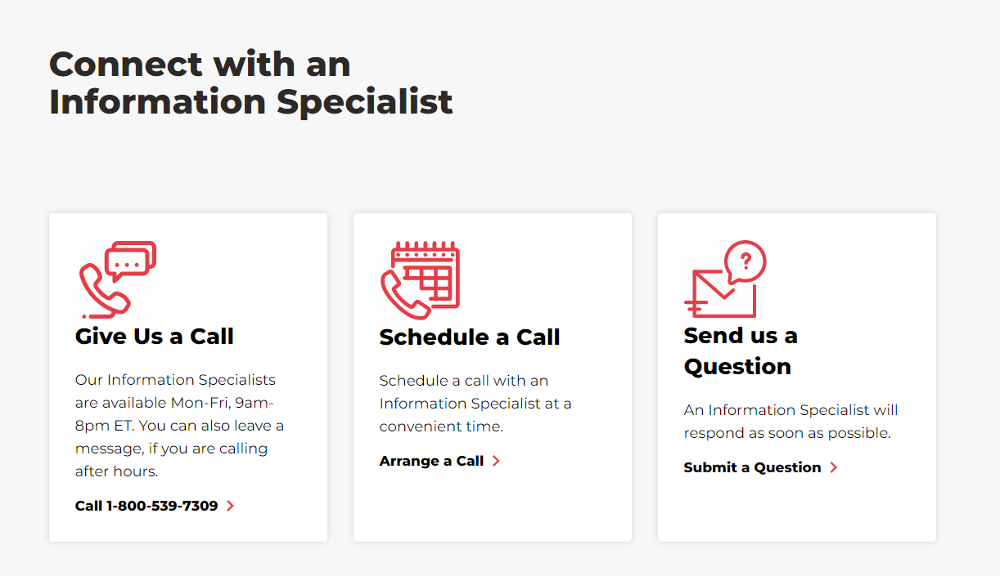 Connect with an
Information Specialist
Give Us a Call
Our Information Specialists
are available Mon-Fri, 9am-
8pm ET. You can also leave a
message, if you are calling
after hours.
Call 1-800-539-7309
Schedule a Call
Schedule a call with an
Information Specialist at a
convenient time.
Arrange a Call
?
Send us a
Question
An Information Specialist will
respond as soon as possible.
Submit a Question